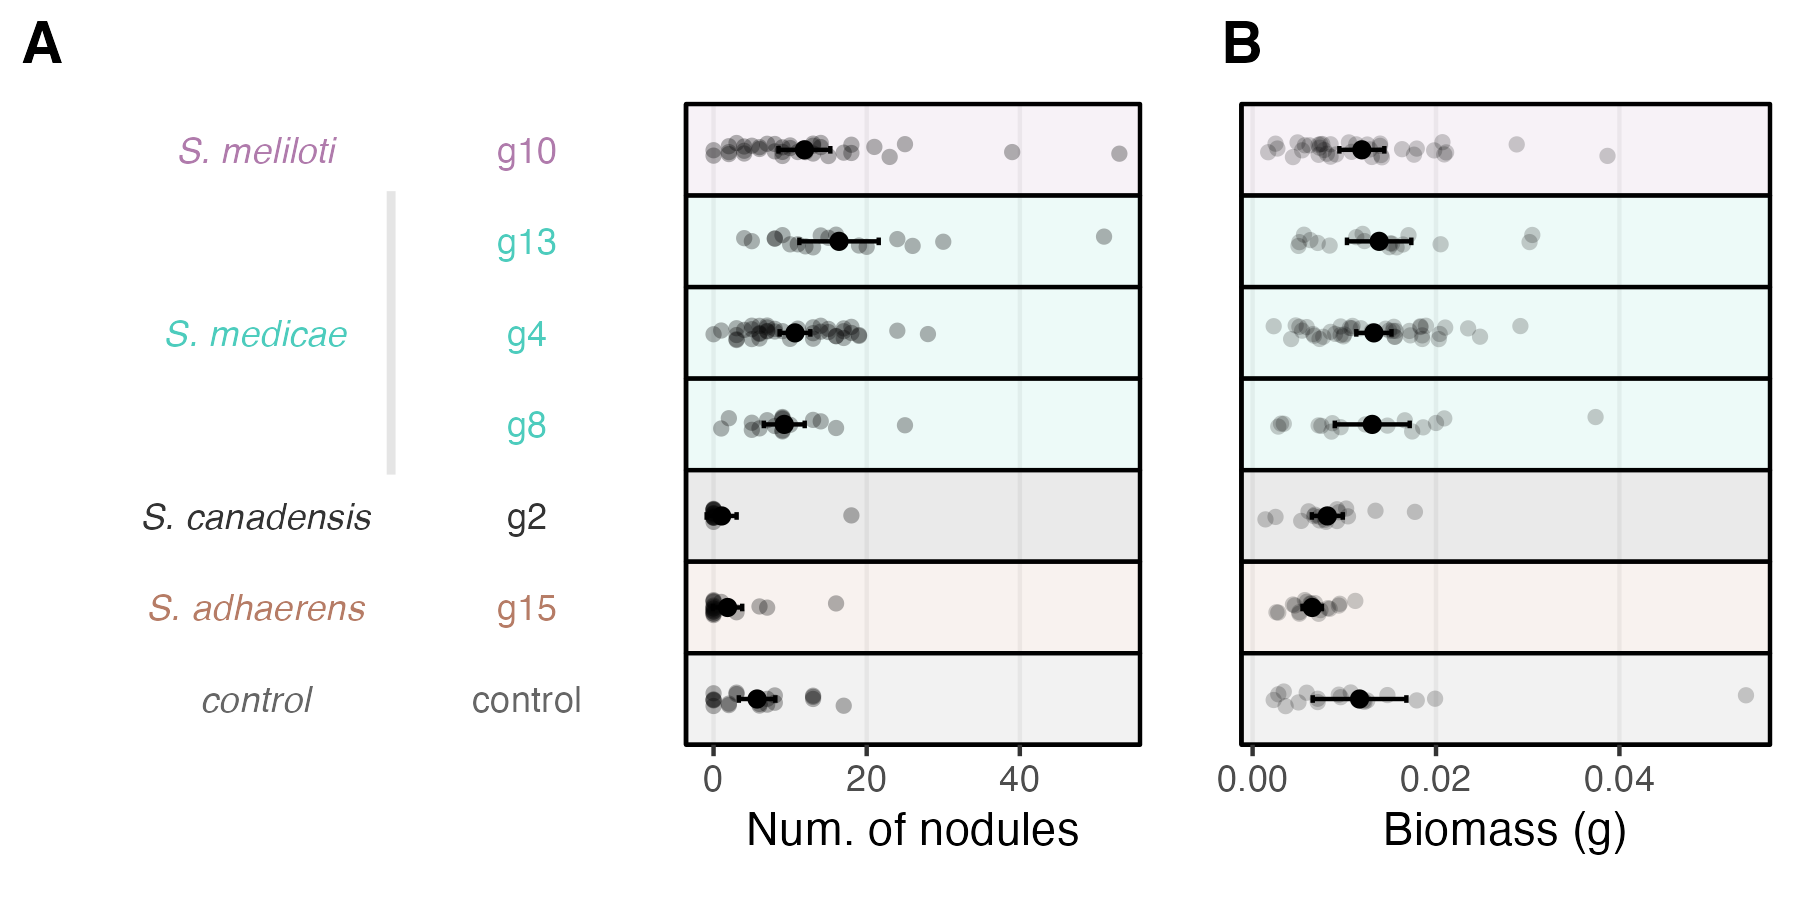 A
B
S. meliloti g10
g13
S. medicae g4
g8
S. canadensis g2
S. adhaerens g15
control control
0 20 40
0.00 0.02 0.04
Num. of nodules
Biomass (g)